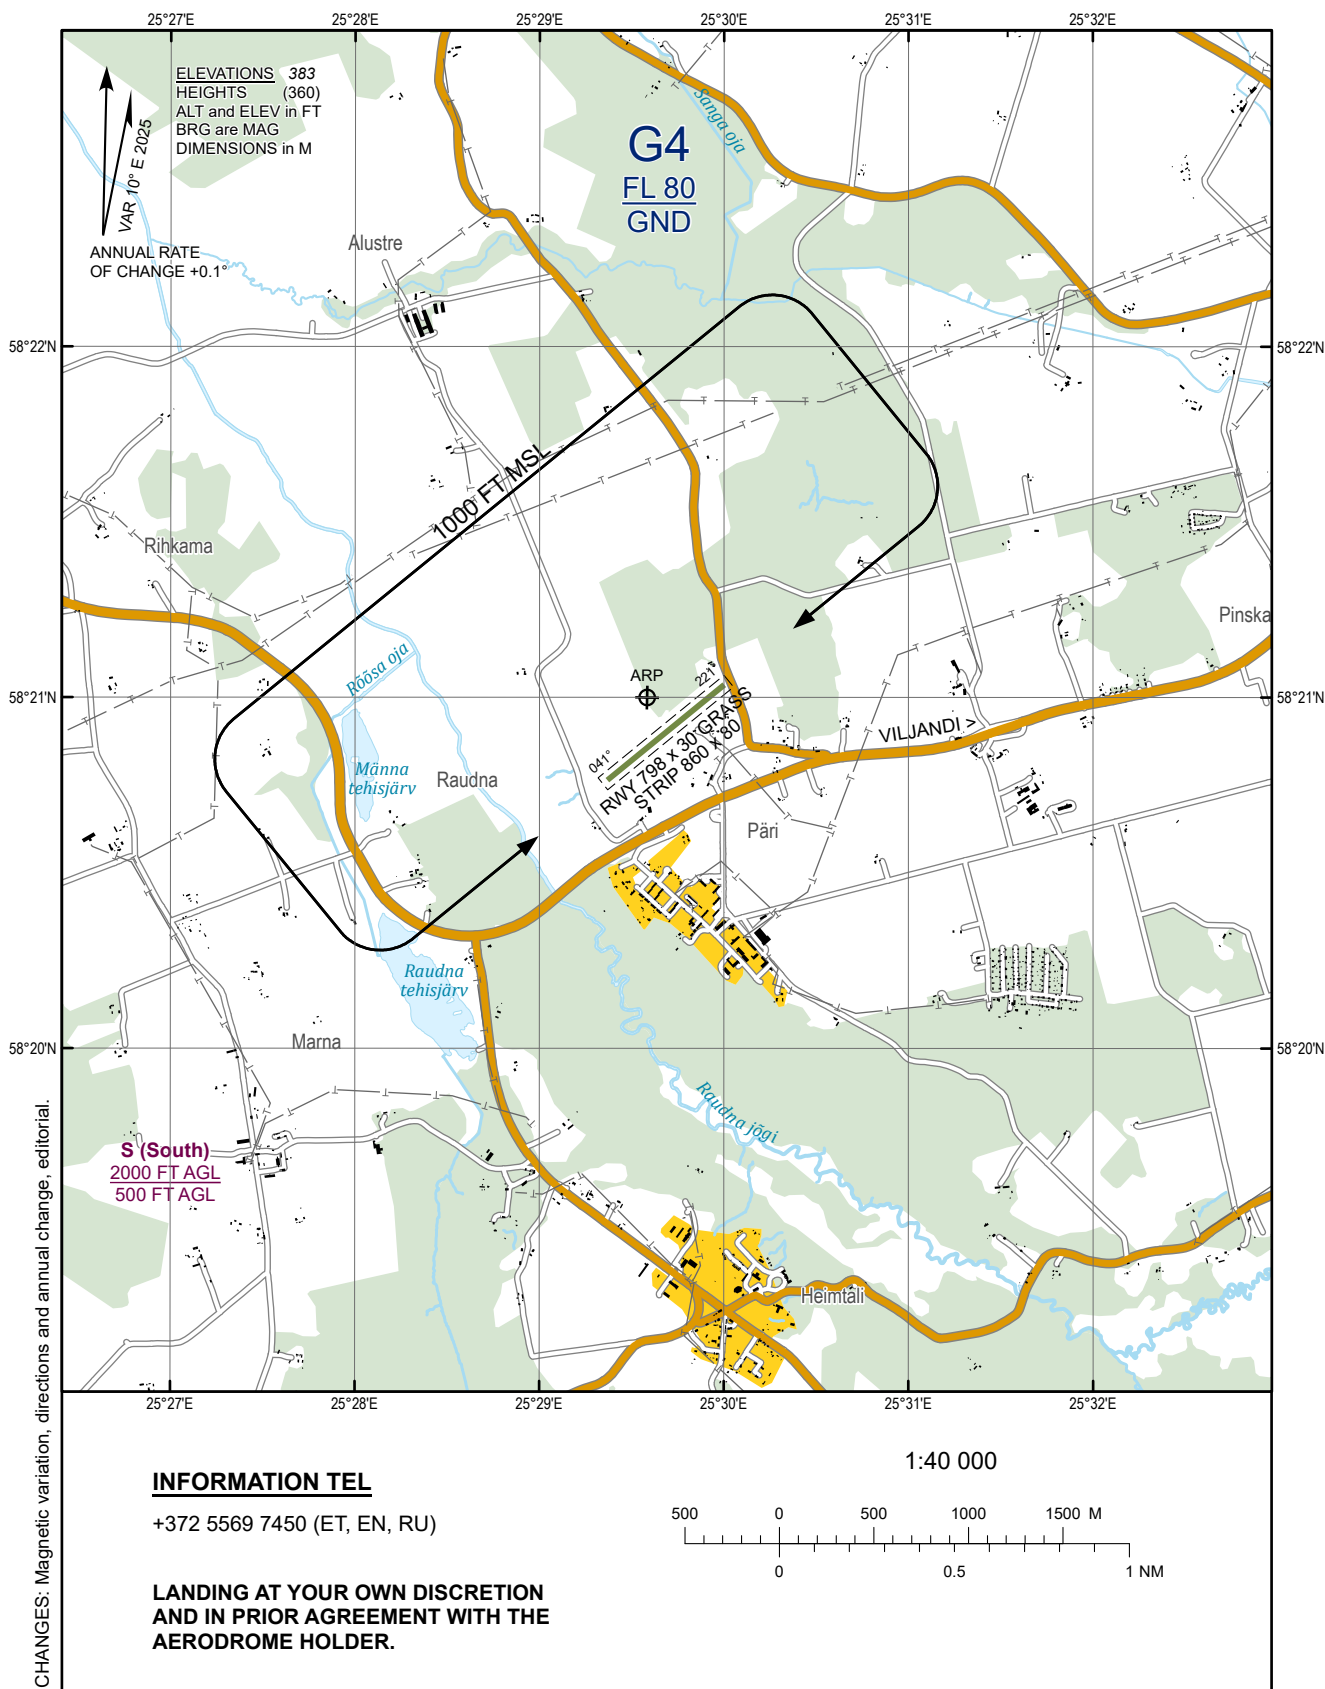 25°27'E 25°28'E 25°29'E 25°30'E 25°31'E 25°32'E
ELEVATIONS 383
HEIGHTS (360)
ALT and ELEV in FT
BRG are MAG
DIMENSIONS in M
VAR 10° E 2025
ANNUAL RATE
OF CHANGE +0.1°
Sanga oja
G4
FL 80
GND
Alustre
"H"
58°22'N 58°22'N
1000 FT MSL
Rihkama
Pinska
Rõõsa oja
ARP
221°
58°21'N 58°21'N
041°
RWY 798 x 30 GRASS
STRIP 860 x 80
VILJANDI >
Männa
tehisjärv
Raudna
Päri
Raudna
tehisjärv
Marna
58°20'N 58°20'N
Raudna jõgi
S (South)
2000 FT AGL
500 FT AGL
Heimtali
25°27'E 25°28'E 25°29'E 25°30'E 25°31'E 25°32'E
CHANGES: Magnetic variation, directions and annual change, editorial.
1:40 000
INFORMATION TEL
+372 5569 7450 (ET, EN, RU)
500 0 500 1000 1500 M
0 0.5 1 NM
LANDING AT YOUR OWN DISCRETION
AND IN PRIOR AGREEMENT WITH THE
AERODROME HOLDER.